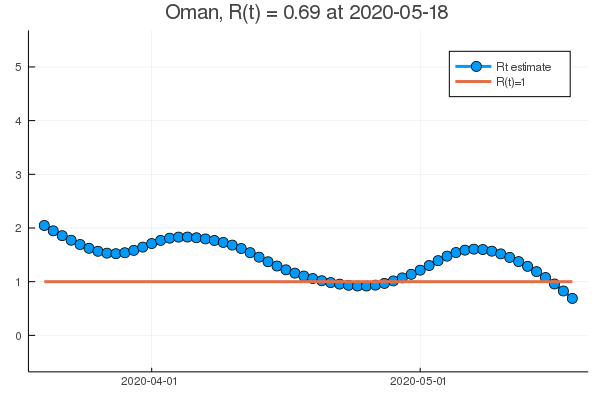 Oman, R(t) = 0.69 at 2020-05-18
Rt estimate
R(t)=1
5
4
3
2
1
0
2020-04-01
2020-05-01